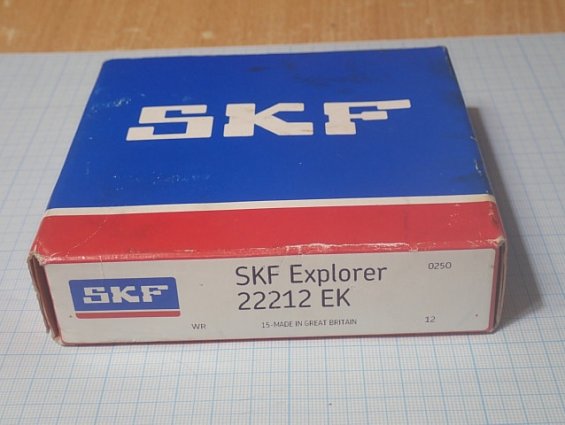 SKF
SKF
SKF Explorer
0250
22212 EK
WR
15-MADE IN GREAT BRITAIN
12